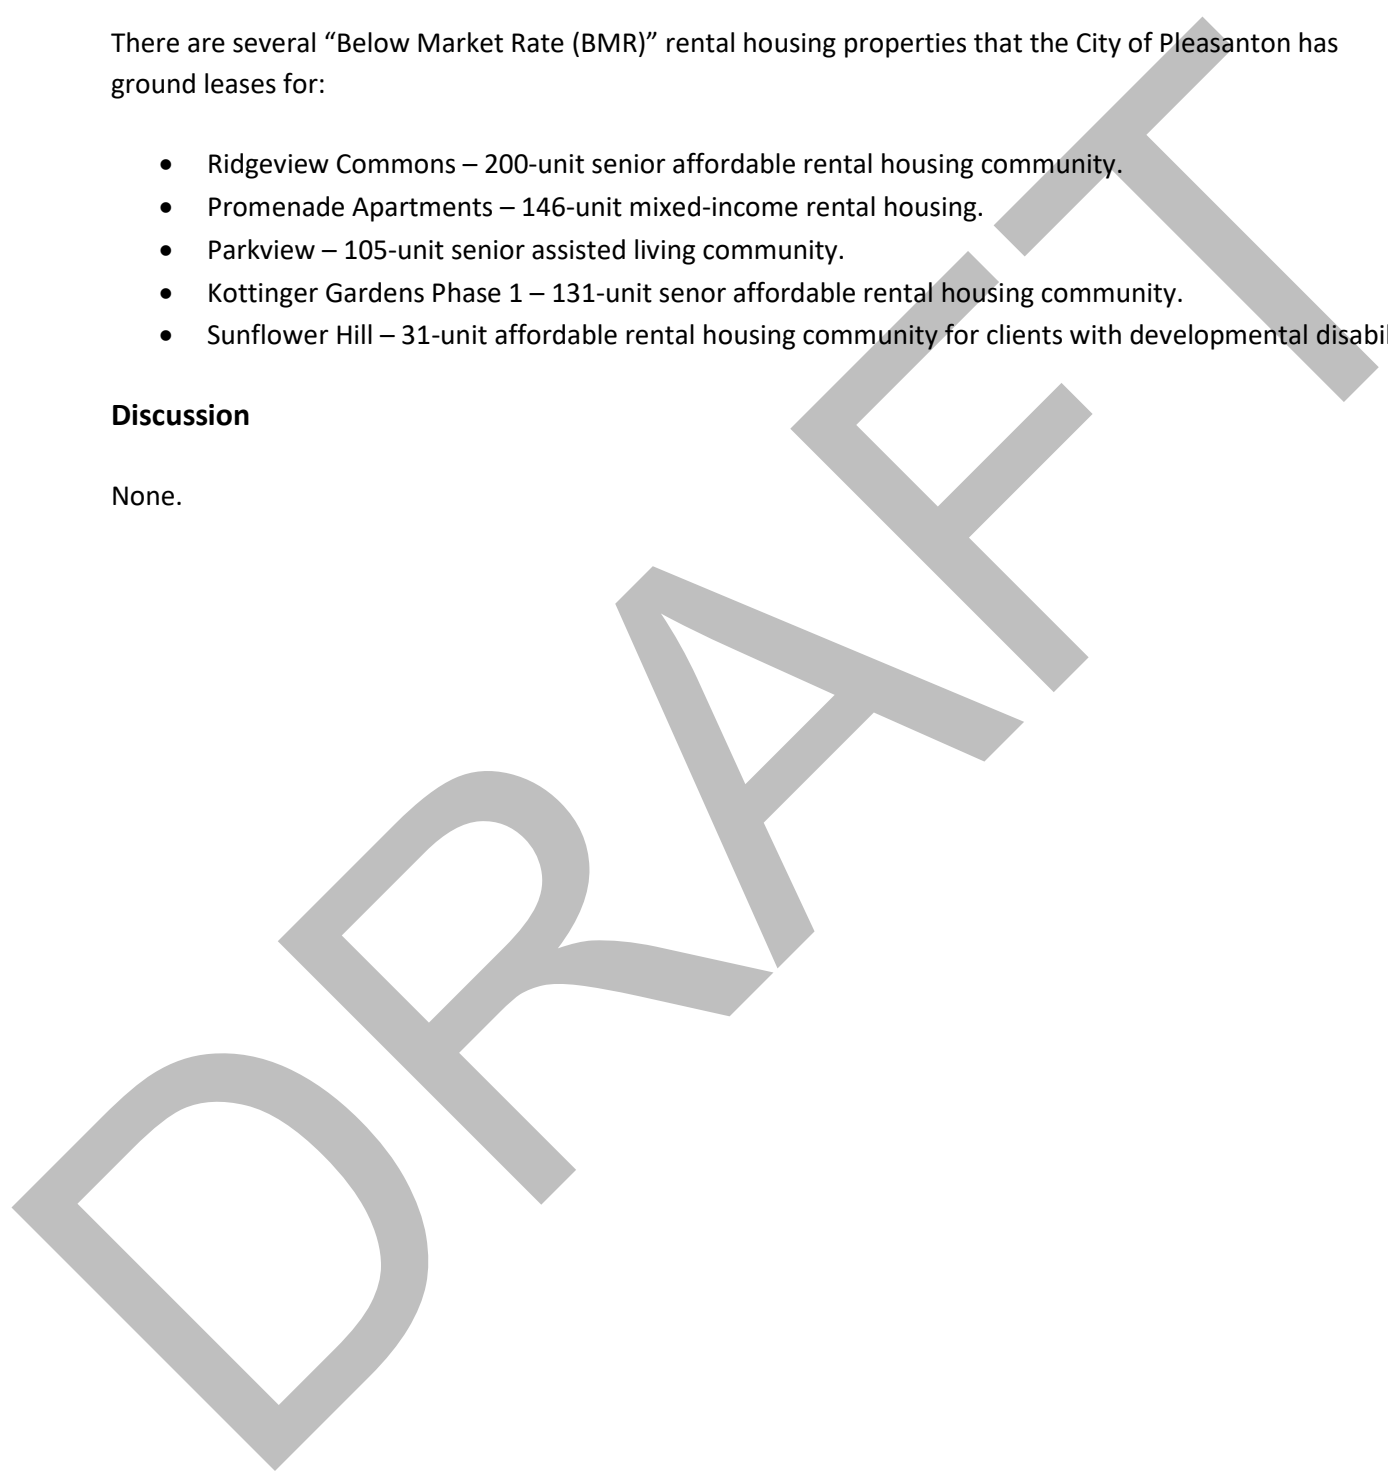 There are several “Below Market Rate (BMR)” rental housing properties that the City of Pleasanton has
ground leases for:
• Ridgeview Commons – 200-unit senior affordable rental housing community.
• Promenade Apartments – 146-unit mixed-income rental housing.
• Parkview – 105-unit senior assisted living community.
• Kottinger Gardens Phase 1 – 131-unit senor affordable rental housing community.
• Sunflower Hill – 31-unit affordable rental housing community for clients with developmental disabil
Discussion
None.
DRAFT